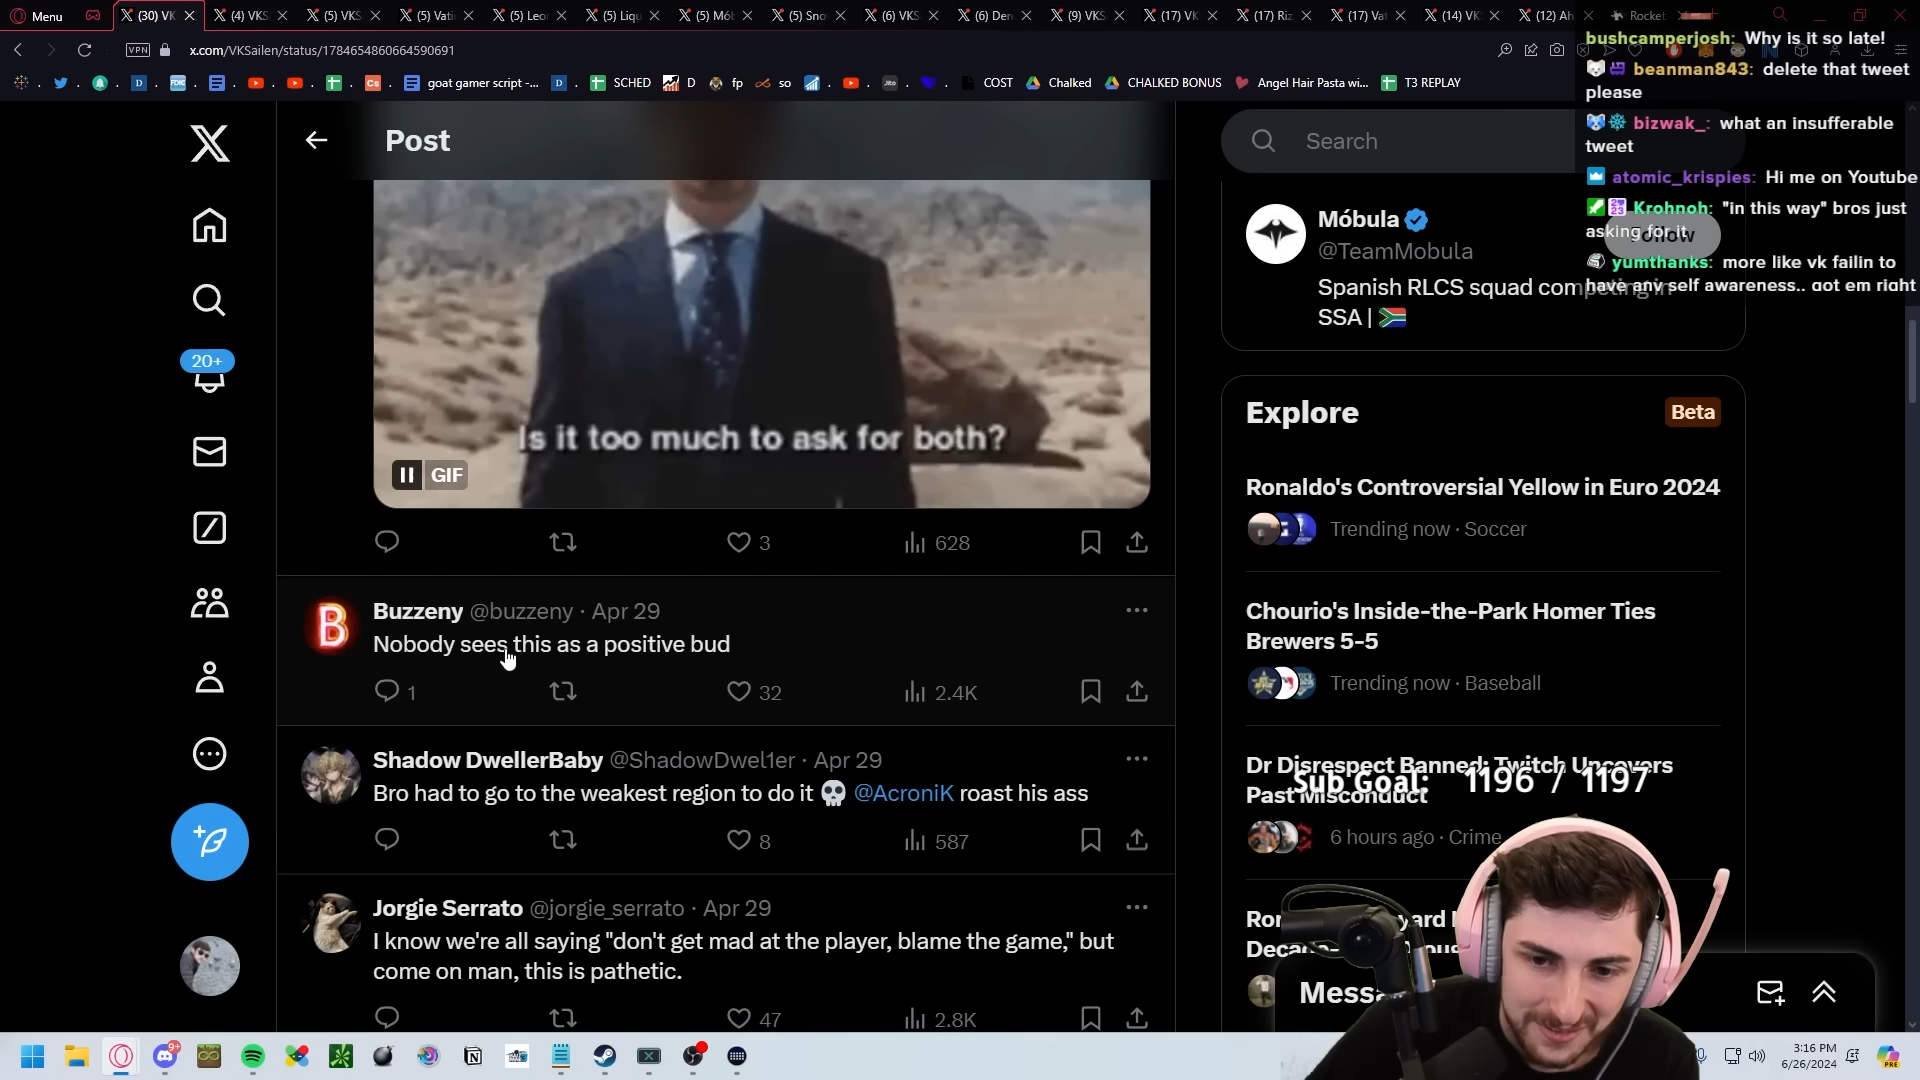 Menu
(30) VK
(4) VKS
(5) VKS
(5) Vati
(5) Leo
(5) Liqu
(5) Mól
(5) Sno
(6) VKS
(6) Der
(9) VKS
(17) VK
(17) Riz
(17) Vat
(14) VK
(12) Ah
Rocket
VPN
x.com/VKSailen/status/1784654860664590691
goat gamer script -...
SCHED
D
fp
so
COST
Chalked
CHALKED BONUS
Angel Hair Pasta wi...
T3 REPLAY
bushcamperjosh: Why is it so late!
beanman843: delete that tweet
please
bizwak_: what an insufferable
tweet
atomic_krispies: Hi me on Youtube
Krohnoh: "in this way" bros just
asking for it
yumthanks: more like vk failin to
have any self awareness.. got em right
Post
Is it too much to ask for both?
GIF
3
628
Buzzeny @buzzeny · Apr 29
Nobody sees this as a positive bud
1
32
2.4K
Shadow DwellerBaby @ShadowDwel1er · Apr 29
Bro had to go to the weakest region to do it 💀 @AcroniK roast his ass
8
587
Jorgie Serrato @jorgie_serrato · Apr 29
I know we're all saying "don't get mad at the player, blame the game," but
come on man, this is pathetic.
47
2.8K
20+
Search
Móbula
@TeamMobula
Follow
Spanish RLCS squad competing in
SSA | 🇿🇦
Explore
Beta
Ronaldo's Controversial Yellow in Euro 2024
Trending now · Soccer
Chourio's Inside-the-Park Homer Ties
Brewers 5-5
Trending now · Baseball
Dr Disrespect Banned: Twitch Uncovers
Past Misconduct
6 hours ago · Crime
Sub Goal: 1196 / 1197
9+
3:16 PM
6/26/2024
PRE